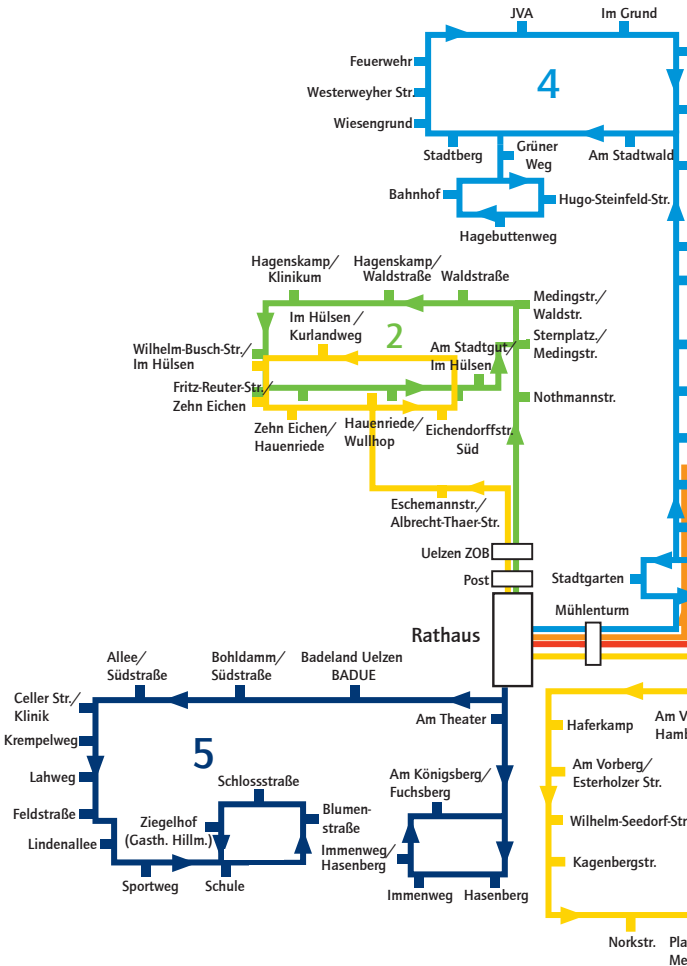 JVA
Im Grund
Feuerwehr
4
Westerweyher Str.
Wiesengrund
Stadtberg
Grüner
Weg
Am Stadtwald
Bahnhof
Hugo-Steinfeld-Str.
Hagebuttenweg
Hagenskamp/
Klinikum
Hagenskamp/
Waldstraße
Waldstraße
Medingstr./
Waldstr.
Im Hülsen/
Kurlandweg
2
Sternplatz./
Medingstr.
Am Stadtgut/
Im Hülsen
Wilhelm-Busch-Str./
Im Hülsen
Fritz-Reuter-Str./
Zehn Eichen
Nothmannstr.
Zehn Eichen/
Hauenriede
Hauenriede/
Wullhop
Eichendorffstr.
Süd
Eschemannstr./
Albrecht-Thaer-Str.
Uelzen ZOB
Post
Stadtgarten
Mühlenturm
Rathaus
Allee/
Südstraße
Bohldamm/
Südstraße
Badeland Uelzen
BADUE
Celler Str./
Klinik
Am Theater
Haferkamp
Am V
Hamb
Krempelweg
5
Lahweg
Schlossstraße
Am Königsberg/
Fuchsberg
Am Vorberg/
Esterholzer Str.
Feldstraße
Ziegelhof
(Gasth. Hillm.)
Blumen-
straße
Wilhelm-Seedorf-Str
Lindenallee
Immenweg/
Hasenberg
Kagenbergstr.
Sportweg
Schule
Immenweg
Hasenberg
Norkstr.
Pla
Me